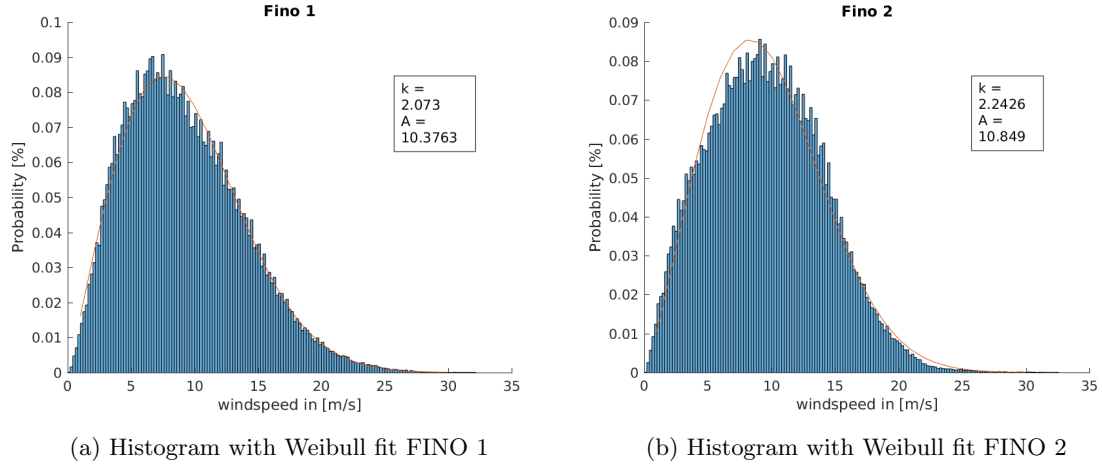 Fino 1
0.1
0.09
0.08
0.07
0.06
0.05
0.04
0.03
0.02
0.01
0
Probability [%]
k =
2.073
A =
10.3763
0 5 10 15 20 25 30 35
windspeed in [m/s]
(a) Histogram with Weibull fit FINO 1
Fino 2
0.09
0.08
0.07
0.06
0.05
0.04
0.03
0.02
0.01
0
Probability [%]
k =
2.2426
A =
10.849
0 5 10 15 20 25 30 35
windspeed in [m/s]
(b) Histogram with Weibull fit FINO 2